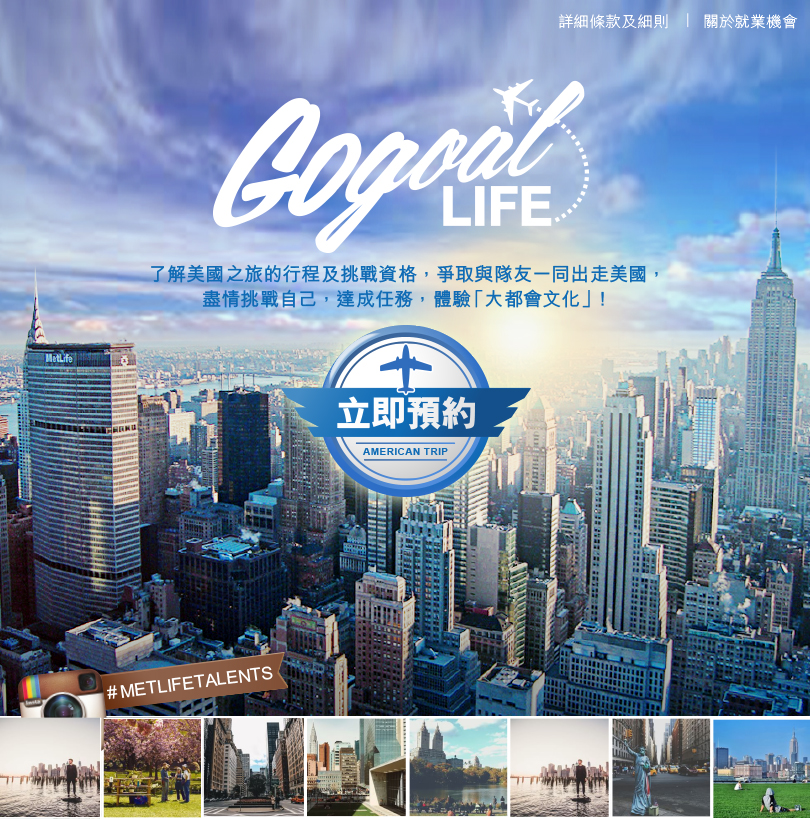 詳細條款及細則 | 關於就業機會
Gogoal
LIFE
了解美國之旅的行程及挑戰資格，爭取與隊友一同出走美國，
盡情挑戰自己，達成任務，體驗「大都會文化」！
MetLife
立即預約
AMERICAN TRIP
Insta
#METLIFETALENTS